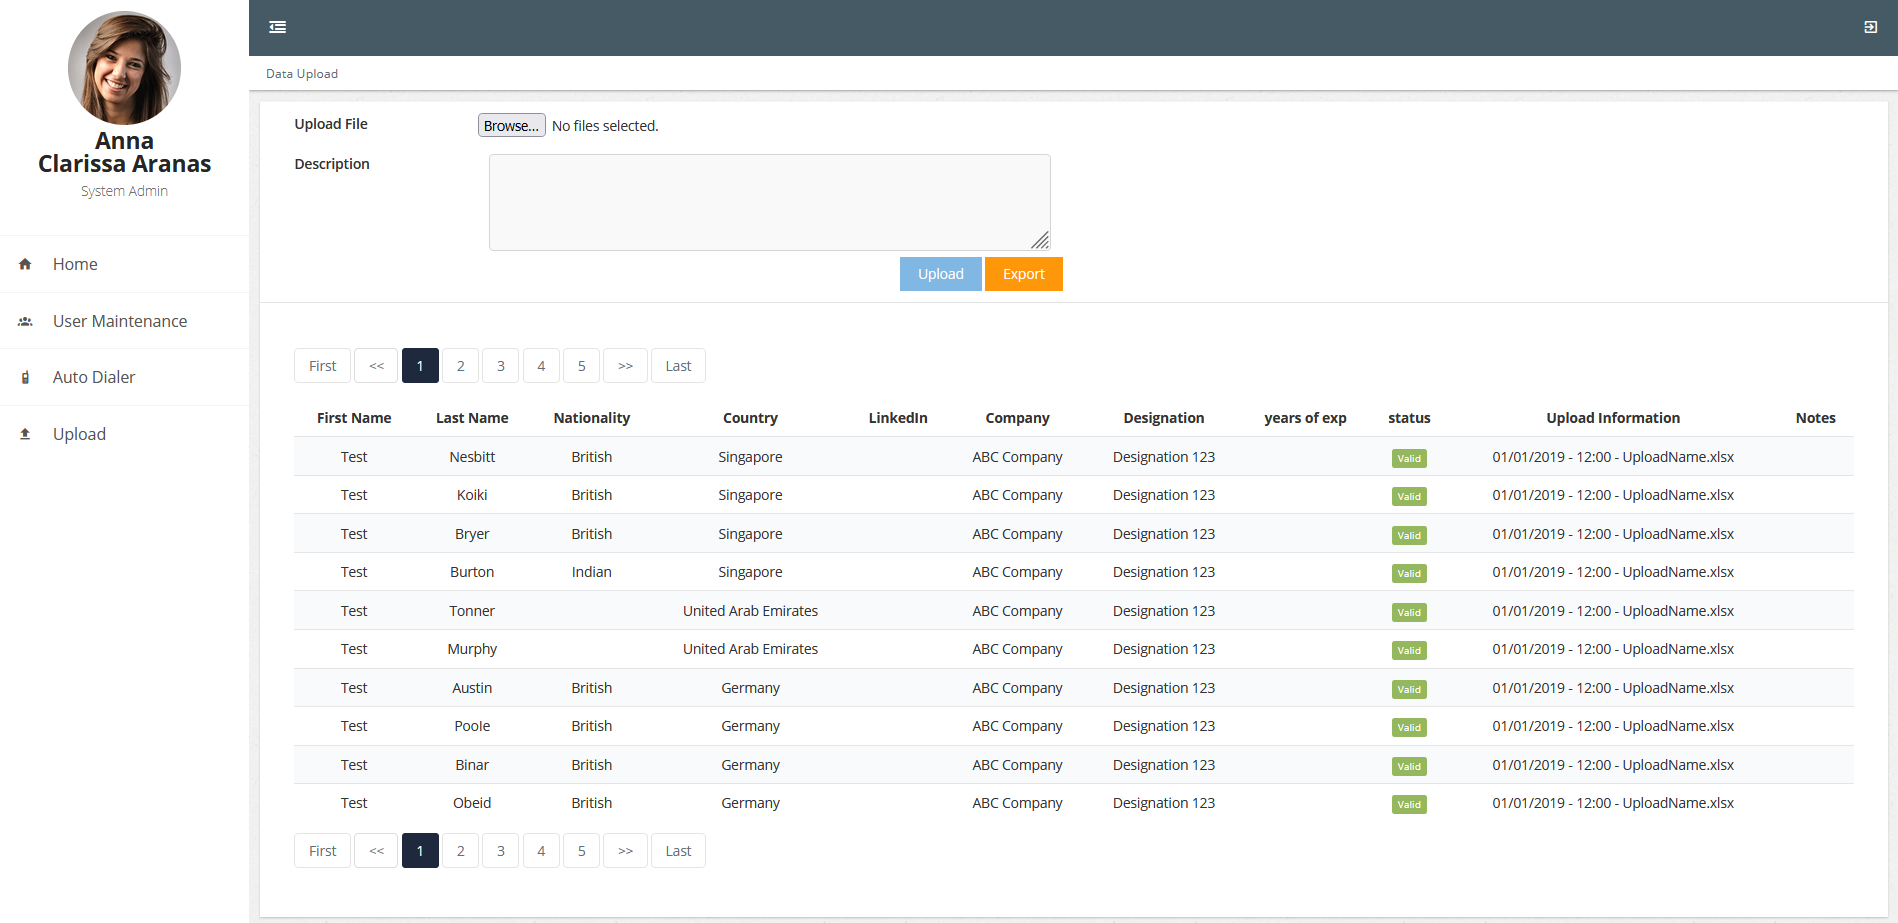 Anna
Clarissa Aranas
System Admin
Home
User Maintenance
Auto Dialer
Upload
Data Upload
Upload File Browse... No files selected.
Description
Upload Export
First << 1 2 3 4 5 >> Last
First Name Last Name Nationality Country LinkedIn Company Designation years of exp status Upload Information Notes
Test Nesbitt British Singapore ABC Company Designation 123 Valid 01/01/2019 - 12:00 - UploadName.xlsx
Test Koiki British Singapore ABC Company Designation 123 Valid 01/01/2019 - 12:00 - UploadName.xlsx
Test Bryer British Singapore ABC Company Designation 123 Valid 01/01/2019 - 12:00 - UploadName.xlsx
Test Burton Indian Singapore ABC Company Designation 123 Valid 01/01/2019 - 12:00 - UploadName.xlsx
Test Tonner United Arab Emirates ABC Company Designation 123 Valid 01/01/2019 - 12:00 - UploadName.xlsx
Test Murphy United Arab Emirates ABC Company Designation 123 Valid 01/01/2019 - 12:00 - UploadName.xlsx
Test Austin British Germany ABC Company Designation 123 Valid 01/01/2019 - 12:00 - UploadName.xlsx
Test Poole British Germany ABC Company Designation 123 Valid 01/01/2019 - 12:00 - UploadName.xlsx
Test Binar British Germany ABC Company Designation 123 Valid 01/01/2019 - 12:00 - UploadName.xlsx
Test Obeid British Germany ABC Company Designation 123 Valid 01/01/2019 - 12:00 - UploadName.xlsx
First << 1 2 3 4 5 >> Last